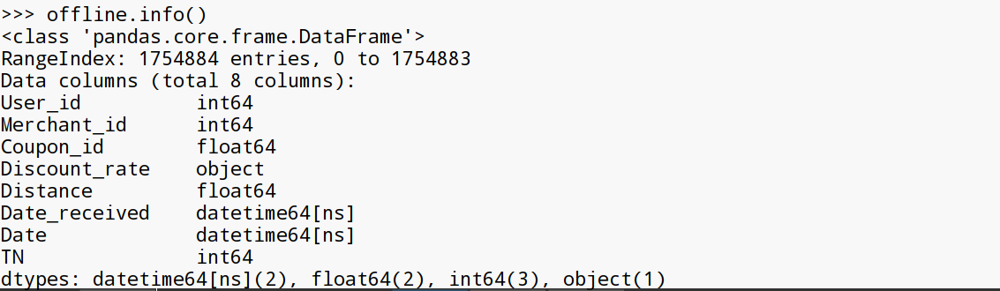 >>> offline.info()
<class 'pandas.core.frame.DataFrame'>
RangeIndex: 1754884 entries, 0 to 1754883
Data columns (total 8 columns):
User_id          int64
Merchant_id      int64
Coupon_id        float64
Discount_rate    object
Distance         float64
Date_received    datetime64[ns]
Date             datetime64[ns]
TN               int64
dtypes: datetime64[ns](2), float64(2), int64(3), object(1)